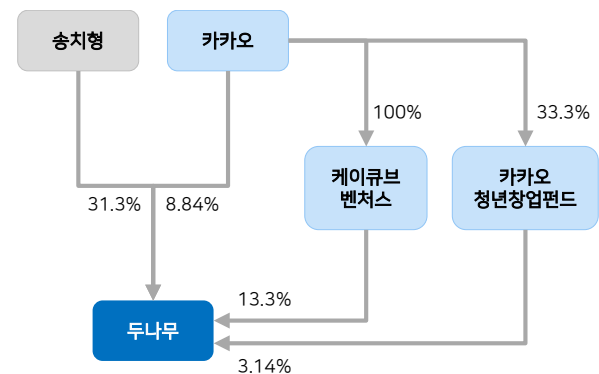 송치형
카카오
100%
33.3%
케이큐브
벤처스
카카오
청년창업펀드
31.3%
8.84%
13.3%
두나무
3.14%